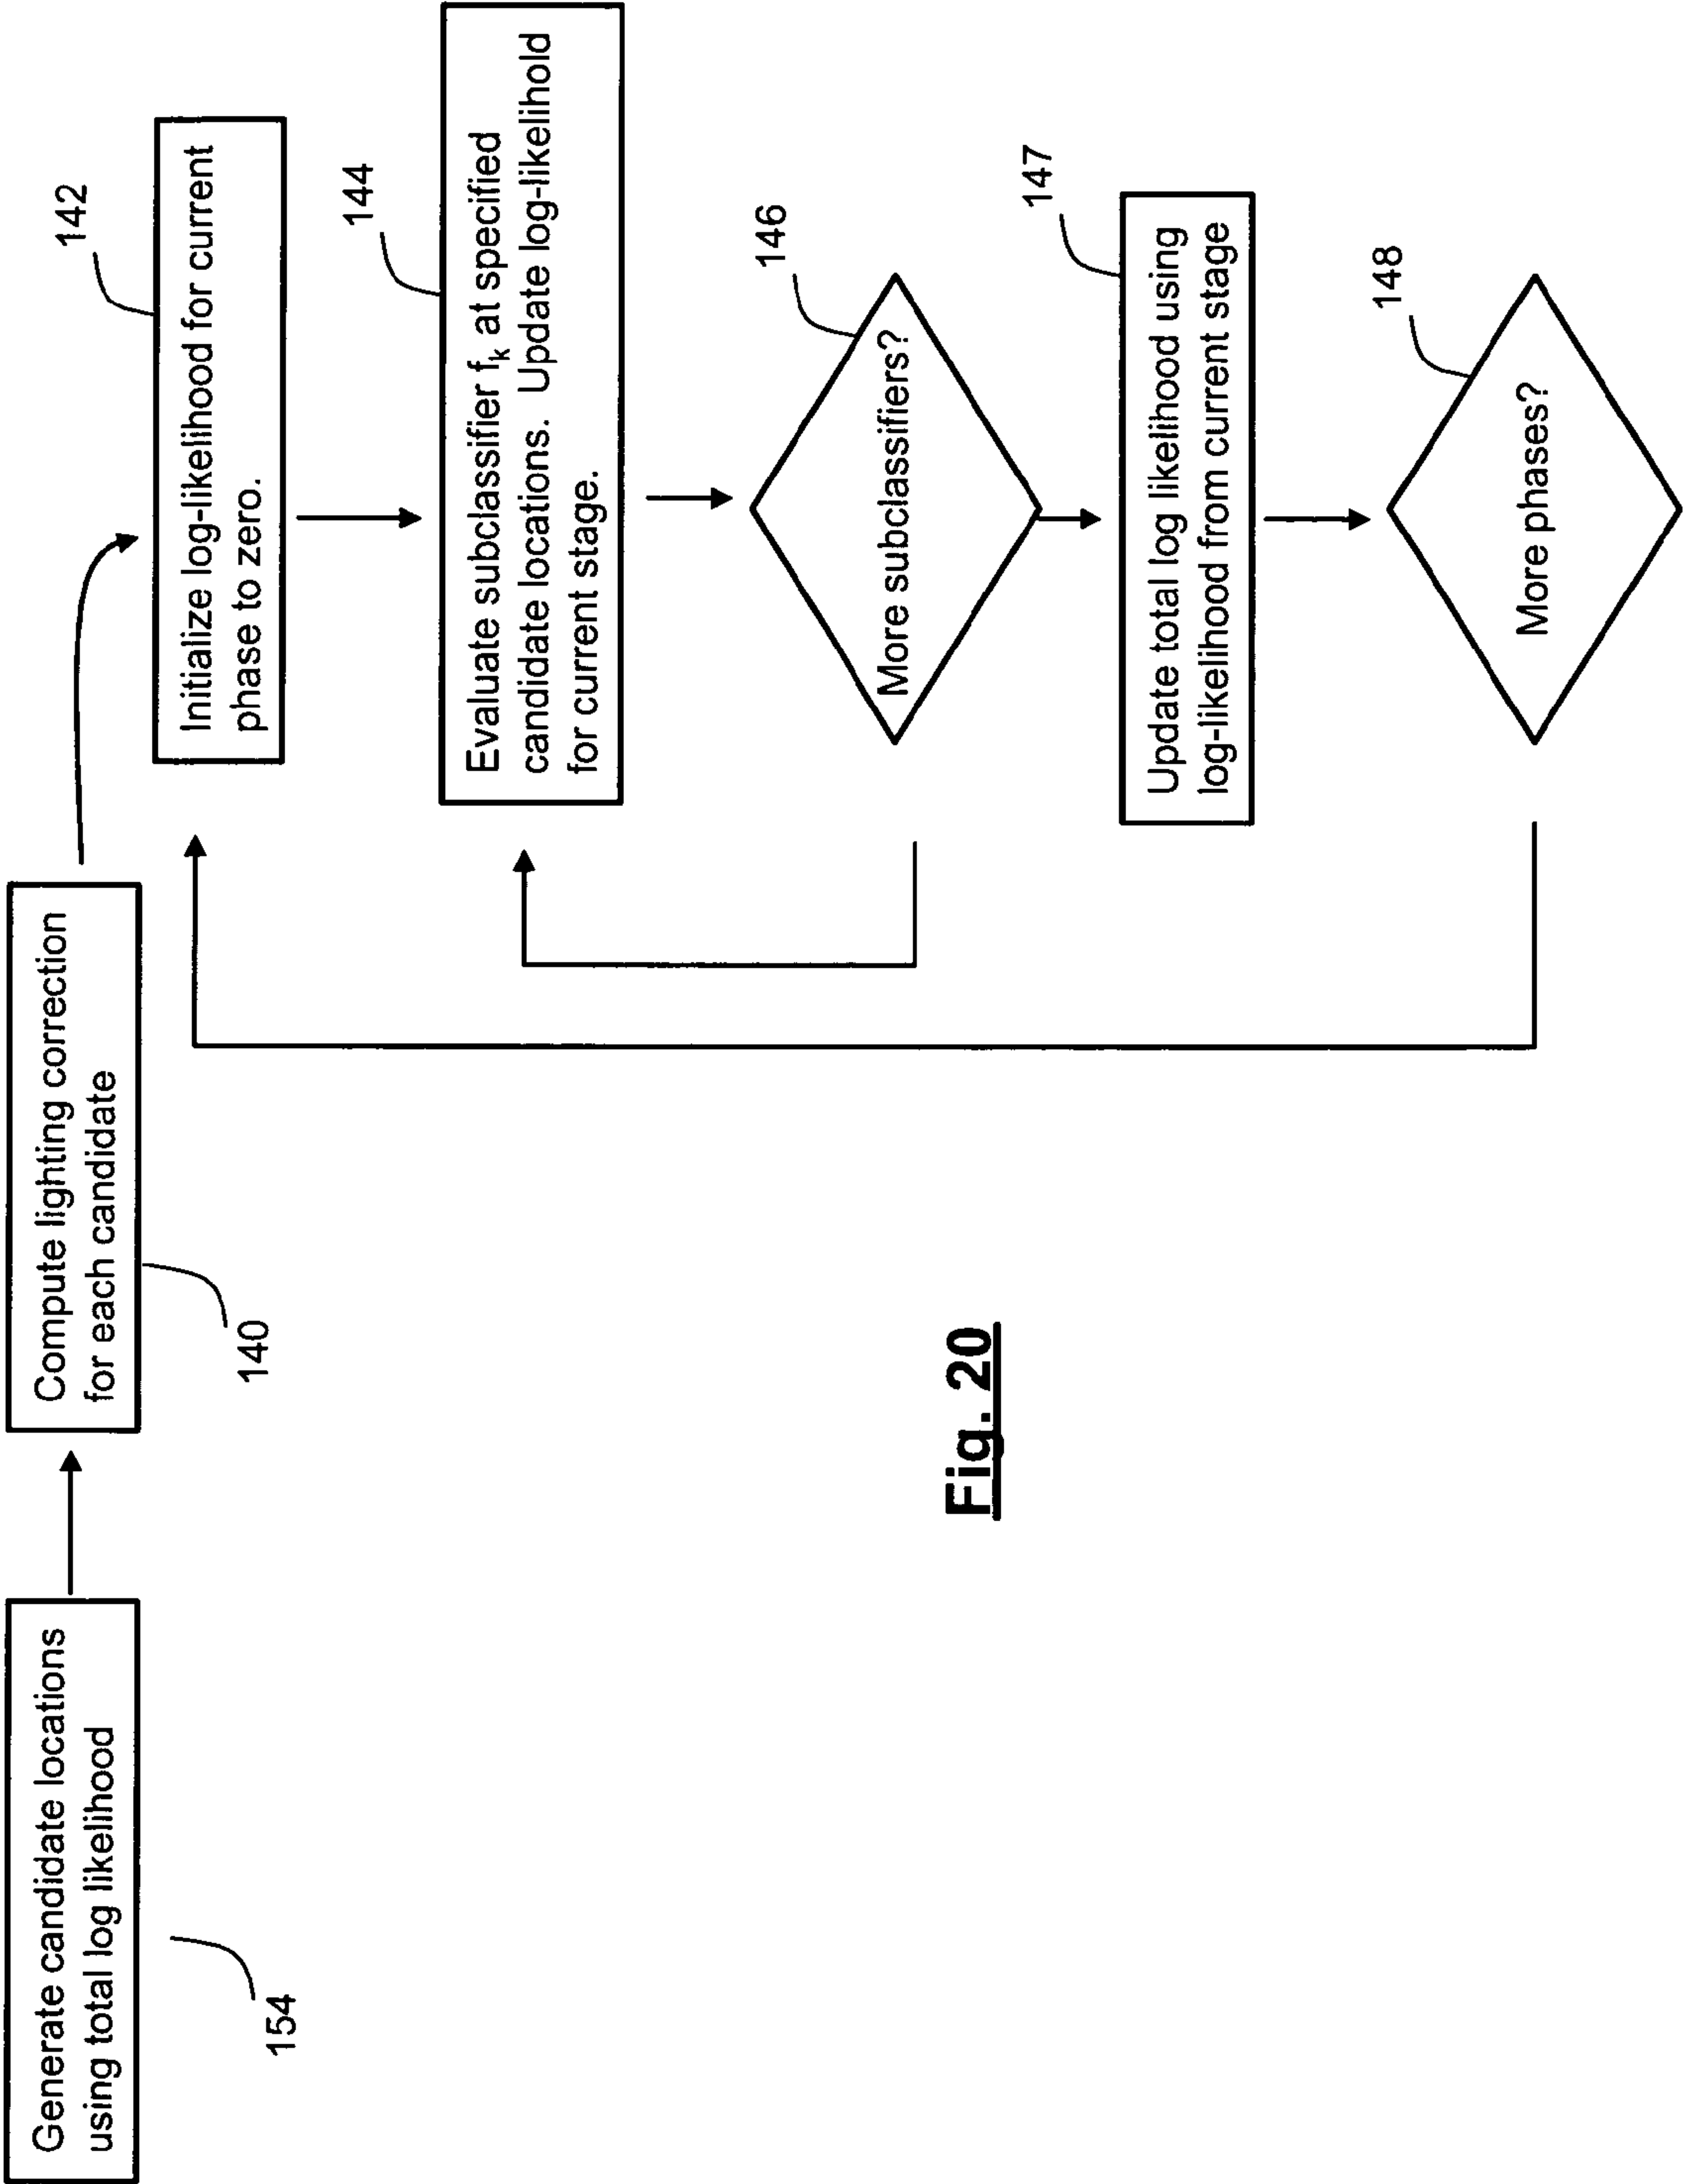 Generate candidate locations
using total log likelihood
154
Compute lighting correction
for each candidate
140
142
Initialize log-likelihood for current
phase to zero.
144
Evaluate subclassifier fk at specified
candidate locations. Update log-likelihold
for current stage.
146
More subclassifiers?
147
Update total log likelihood using
log-likelihood from current stage
148
More phases?
Fig. 20